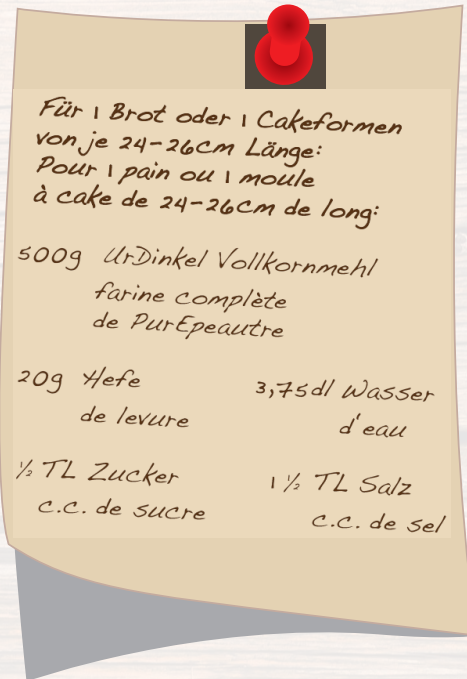 Für 1 Brot oder 1 Cakeformen
von je 24-26cm Länge:
Pour 1 pain ou 1 moule
à cake de 24-26cm de long:
500g UrDinkel Vollkornmehl
farine complète
de PurEpeautre
20g Hefe
de levure
3,75dl Wasser
d'eau
½ TL Zucker
c.c. de sucre
1 ½ TL Salz
c.c. de sel